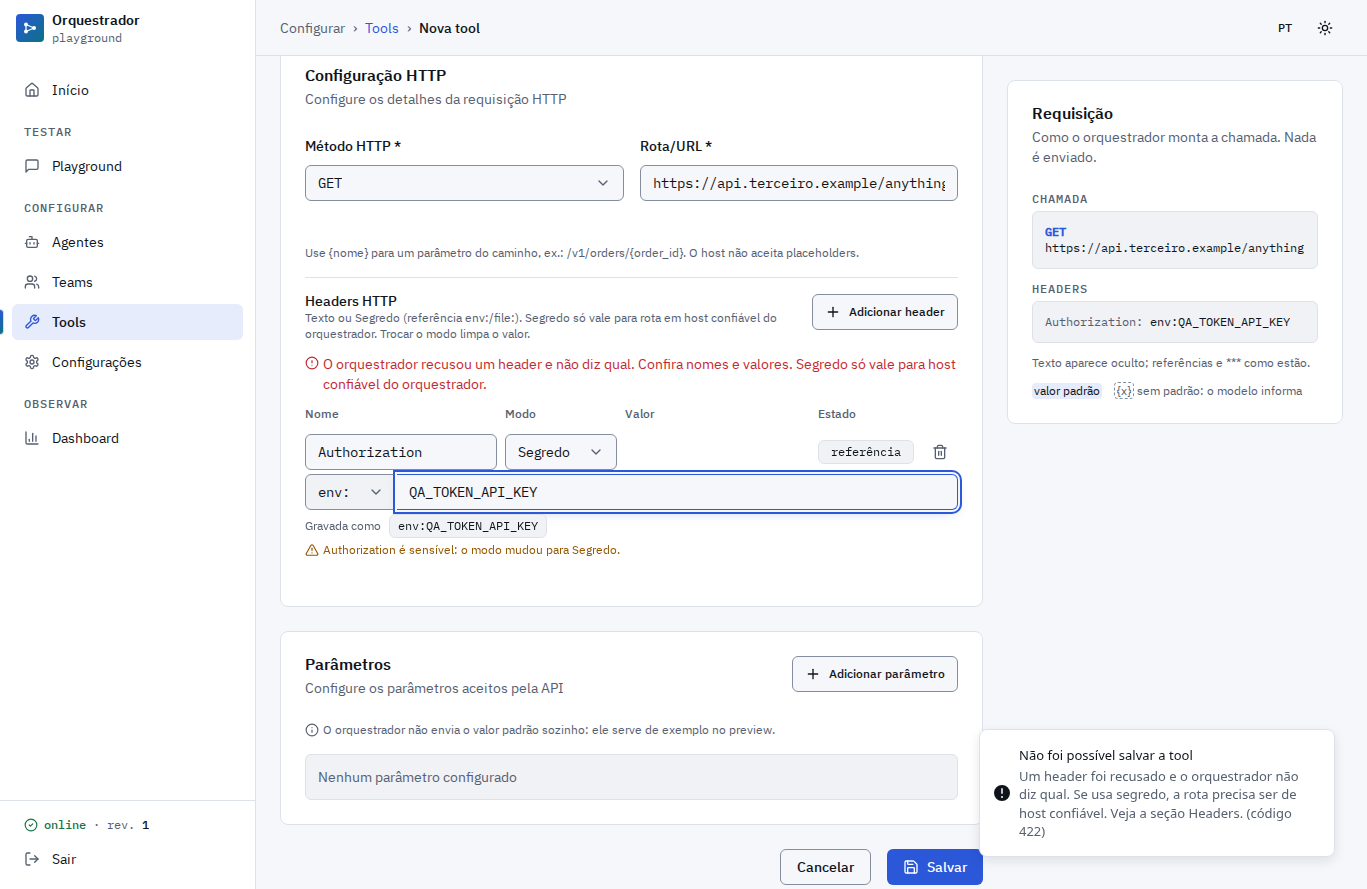 Orquestrador
playground
Início
TESTAR
Playground
CONFIGURAR
Agentes
Teams
Tools
Configurações
OBSERVAR
Dashboard
online · rev. 1
Sair
Configurar › Tools › Nova tool
PT
Configuração HTTP
Configure os detalhes da requisição HTTP
Método HTTP *
Rota/URL *
GET
https://api.terceiro.example/anything
Use {nome} para um parâmetro do caminho, ex.: /v1/orders/{order_id}. O host não aceita placeholders.
Headers HTTP
Texto ou Segredo (referência env:/file:). Segredo só vale para rota em host confiável do
orquestrador. Trocar o modo limpa o valor.
Adicionar header
O orquestrador recusou um header e não diz qual. Confira nomes e valores. Segredo só vale para host
confiável do orquestrador.
Nome Modo Valor Estado
Authorization
Segredo
referência
env:
QA_TOKEN_API_KEY
Gravada como env:QA_TOKEN_API_KEY
Authorization é sensível: o modo mudou para Segredo.
Parâmetros
Configure os parâmetros aceitos pela API
Adicionar parâmetro
O orquestrador não envia o valor padrão sozinho: ele serve de exemplo no preview.
Nenhum parâmetro configurado
Cancelar
Salvar
Requisição
Como o orquestrador monta a chamada. Nada
é enviado.
CHAMADA
GET
https://api.terceiro.example/anything
HEADERS
Authorization: env:QA_TOKEN_API_KEY
Texto aparece oculto; referências e *** como estão.
valor padrão {x} sem padrão: o modelo informa
Não foi possível salvar a tool
Um header foi recusado e o orquestrador não
diz qual. Se usa segredo, a rota precisa ser de
host confiável. Veja a seção Headers. (código
422)